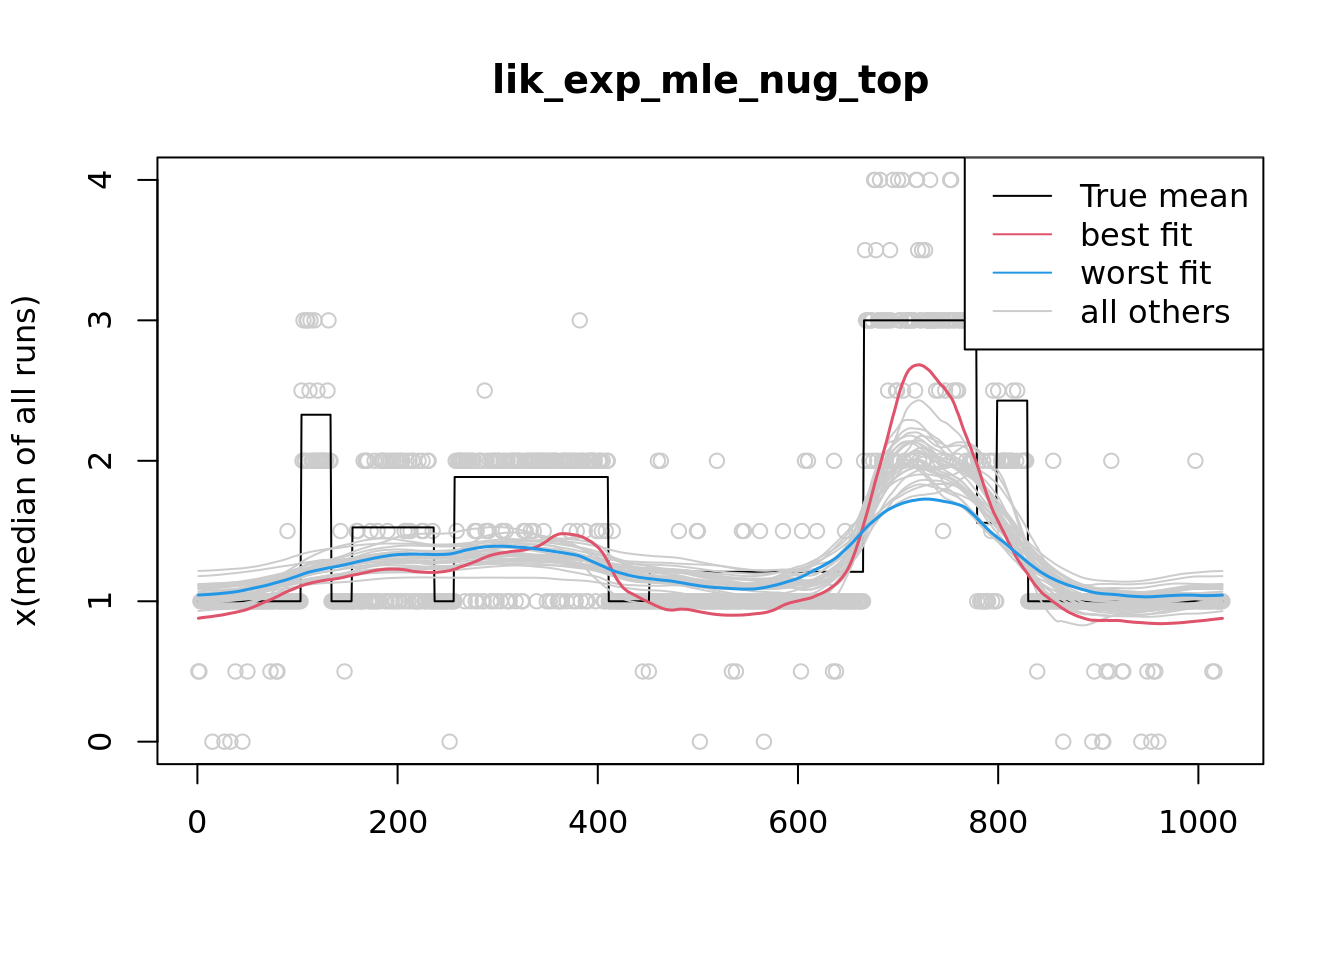 lik_exp_mle_nug_top
x(median of all runs)
4
3
2
1
0
True mean
best fit
worst fit
all others
0 200 400 600 800 1000